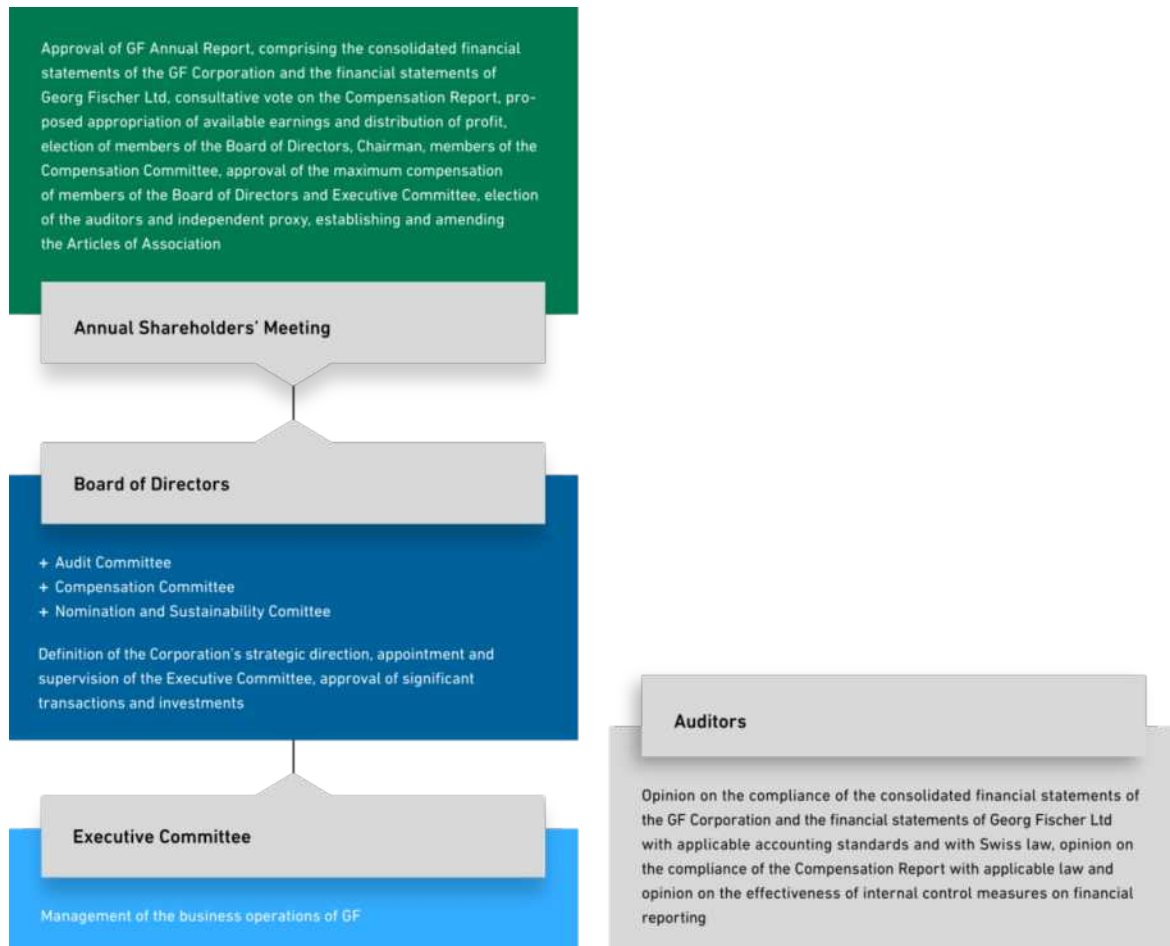 Approval of GF Annual Report, comprising the consolidated financial
statements of the GF Corporation and the financial statements of
Georg Fischer Ltd, consultative vote on the Compensation Report, pro-
posed appropriation of available earnings and distribution of profit,
election of members of the Board of Directors, Chairman, members of the
Compensation Committee, approval of the maximum compensation
of members of the Board of Directors and Executive Committee, election
of the auditors and independent proxy, establishing and amending
the Articles of Association
Annual Shareholders' Meeting
Board of Directors
+ Audit Committee
+ Compensation Committee
+ Nomination and Sustainability Comittee
Definition of the Corporation's strategic direction, appointment and
supervision of the Executive Committee, approval of significant
transactions and investments
Executive Committee
Management of the business operations of GF
Auditors
Opinion on the compliance of the consolidated financial statements of
the GF Corporation and the financial statements of Georg Fischer Ltd
with applicable accounting standards and with Swiss law, opinion on
the compliance of the Compensation Report with applicable law and
opinion on the effectiveness of internal control measures on financial
reporting